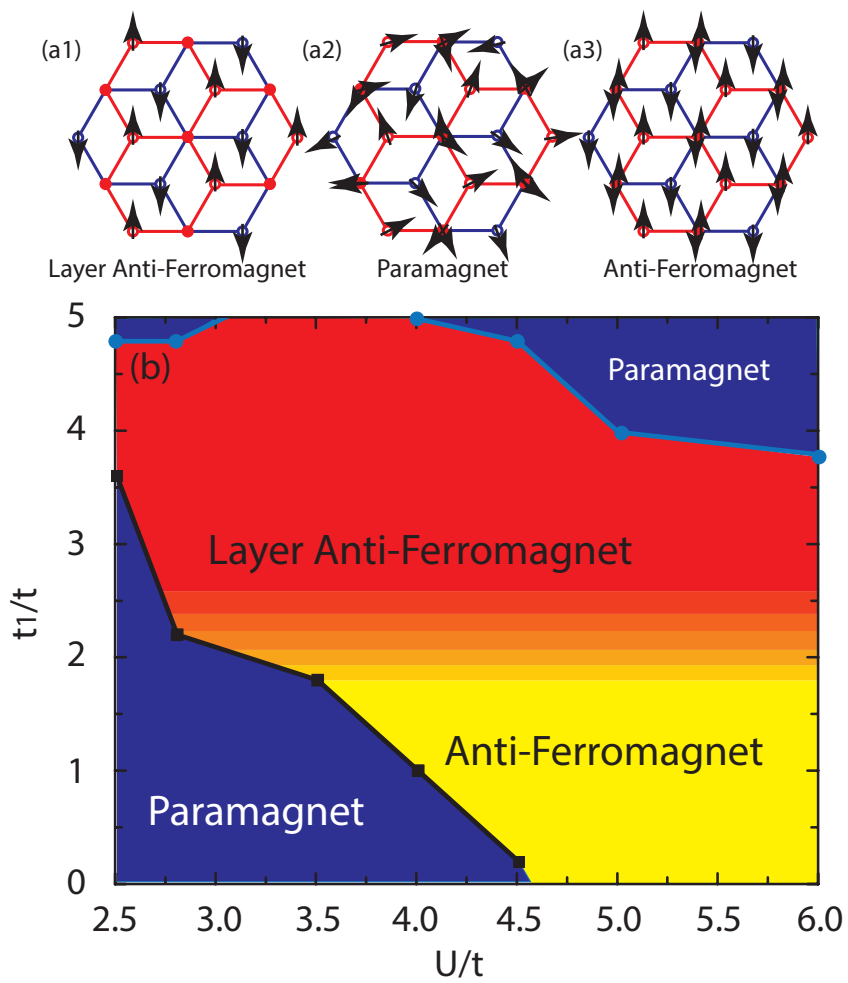 (a1) (a2) (a3)
Layer Anti-Ferromagnet Paramagnet Anti-Ferromagnet
5
(b)
Paramagnet
4
3
Layer Anti-Ferromagnet
t1/t
2
Anti-Ferromagnet
1
Paramagnet
0
2.5 3.0 3.5 4.0 4.5 5.0 5.5 6.0
U/t